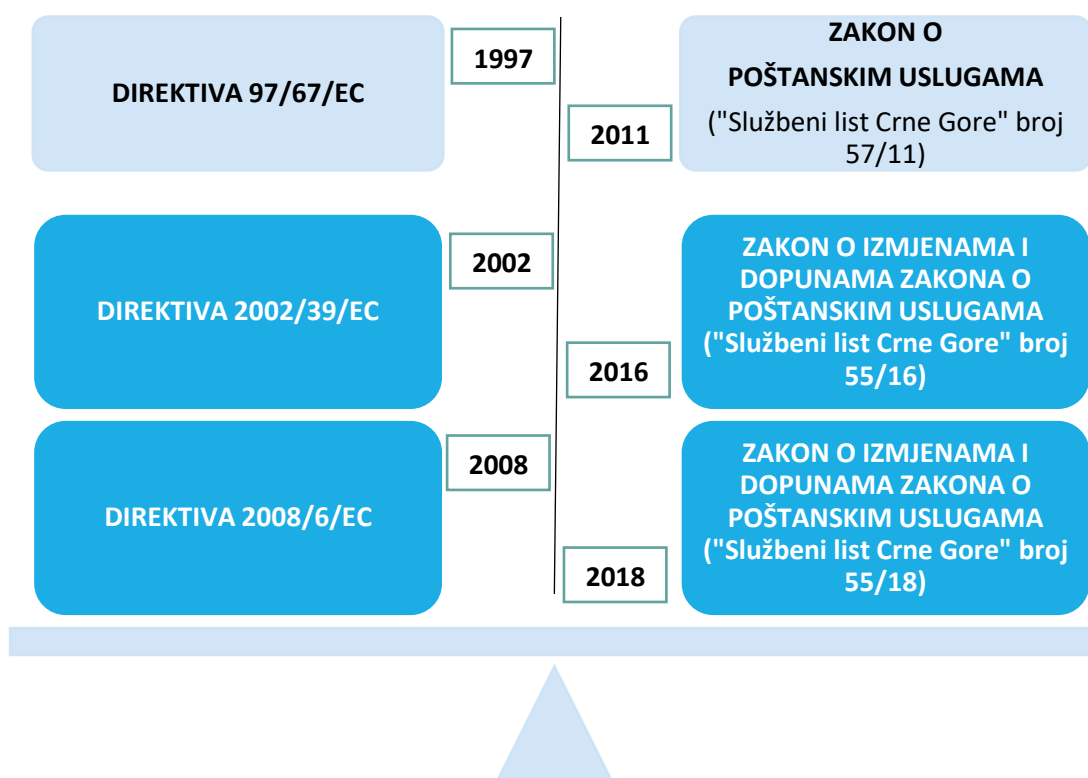 DIREKTIVA 97/67/EC
1997
2011
ZAKON O
POŠTANSKIM USLUGAMA
("Službeni list Crne Gore" broj
57/11)
DIREKTIVA 2002/39/EC
2002
2016
ZAKON O IZMJENAMA I
DOPUNAMA ZAKONA O
POŠTANSKIM USLUGAMA
("Službeni list Crne Gore" broj
55/16)
DIREKTIVA 2008/6/EC
2008
2018
ZAKON O IZMJENAMA I
DOPUNAMA ZAKONA O
POŠTANSKIM USLUGAMA
("Službeni list Crne Gore" broj
55/18)